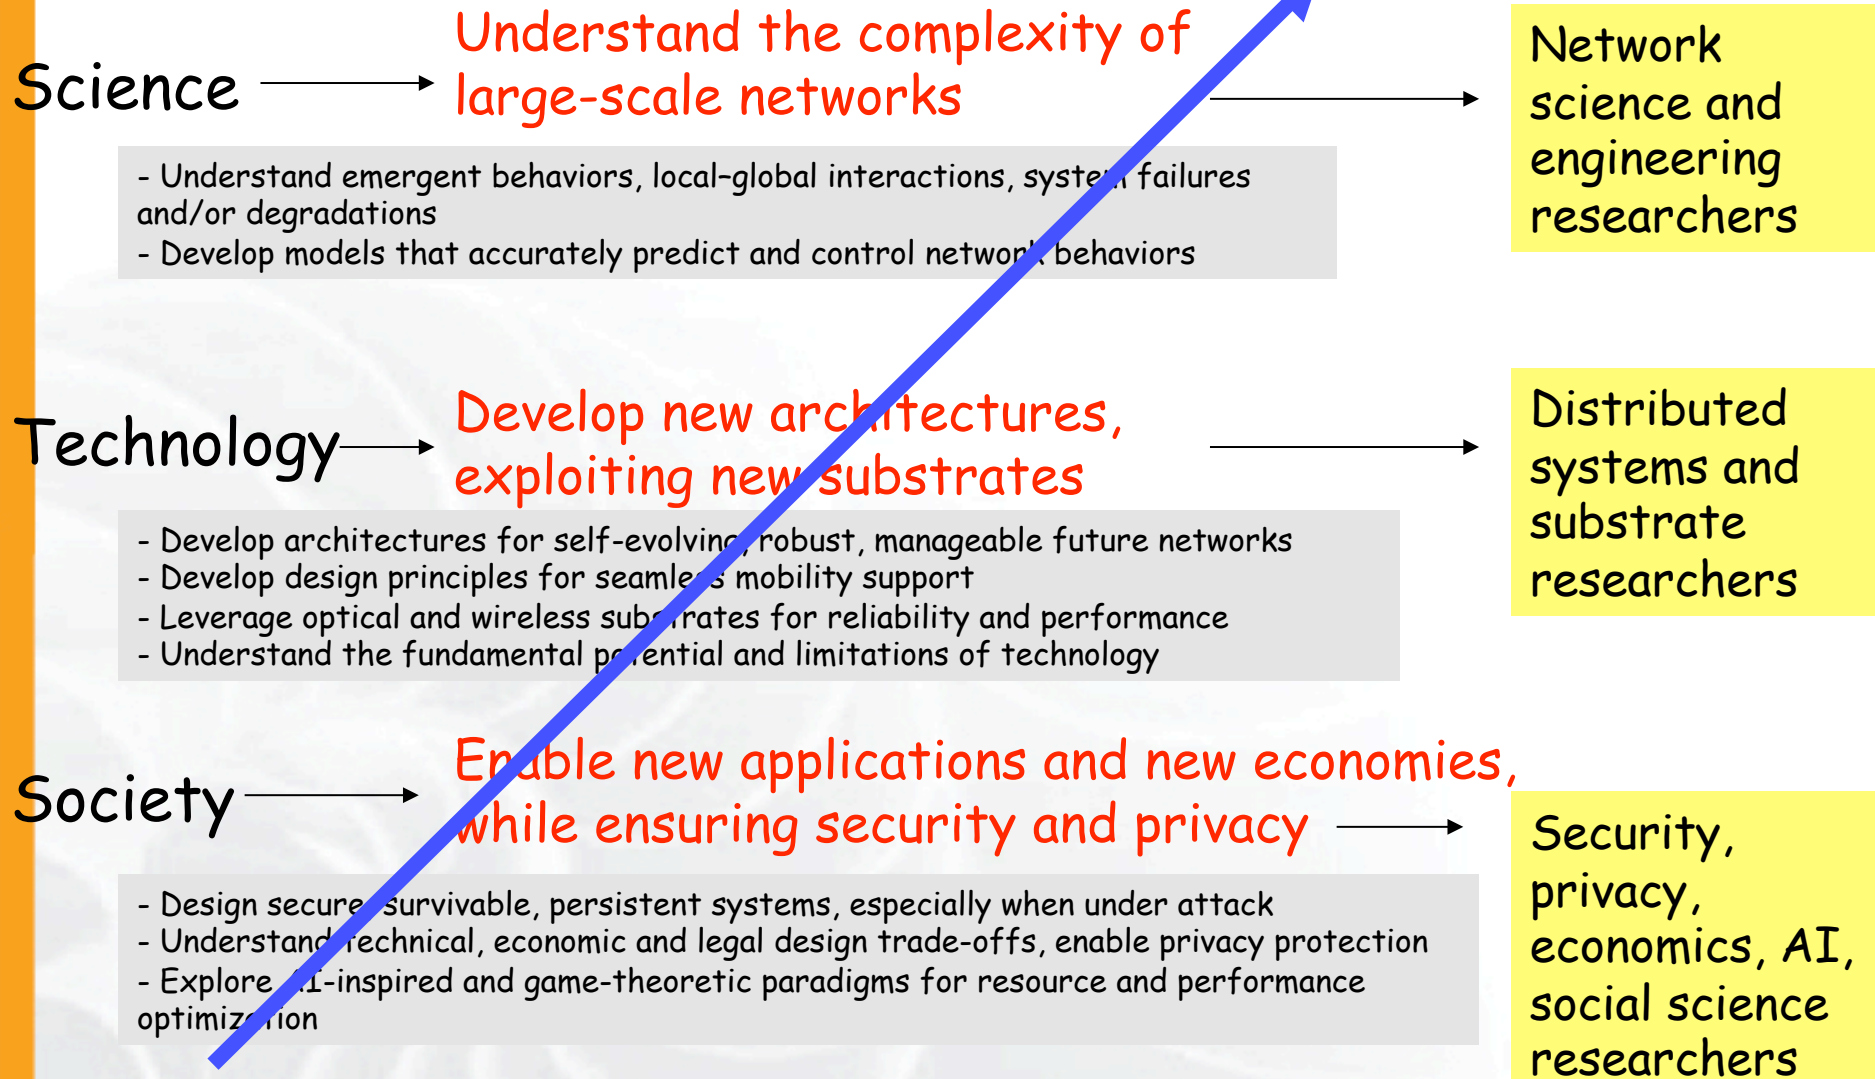 Science
Understand the complexity of
large-scale networks
Network
science and
engineering
researchers
- Understand emergent behaviors, local–global interactions, system failures
and/or degradations
- Develop models that accurately predict and control network behaviors
Technology
Develop new architectures,
exploiting new substrates
Distributed
systems and
substrate
researchers
- Develop architectures for self-evolving, robust, manageable future networks
- Develop design principles for seamless mobility support
- Leverage optical and wireless substrates for reliability and performance
- Understand the fundamental potential and limitations of technology
Society
Enable new applications and new economies,
while ensuring security and privacy
Security,
privacy,
economics, AI,
social science
researchers
- Design secure, survivable, persistent systems, especially when under attack
- Understand technical, economic and legal design trade-offs, enable privacy protection
- Explore AI-inspired and game-theoretic paradigms for resource and performance
optimization